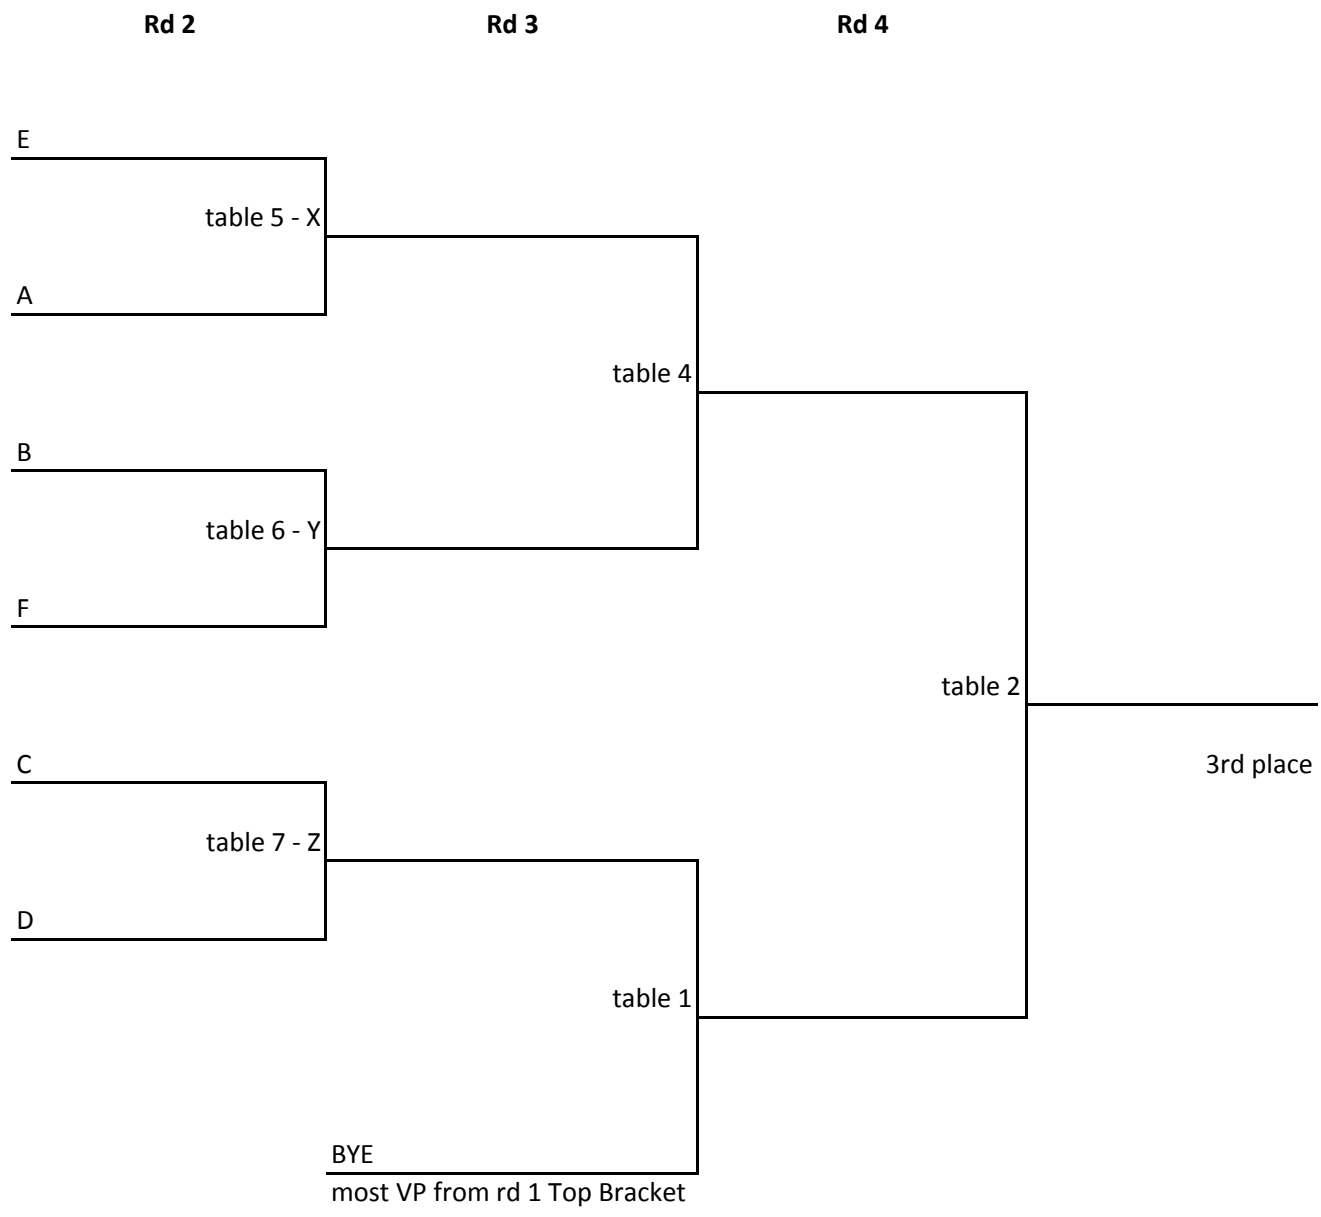 Rd 2 Rd 3 Rd 4
E
table 5 - X
A
table 4
B
table 6 - Y
F
table 2
C
3rd place
table 7 - Z
D
table 1
BYE
most VP from rd 1 Top Bracket